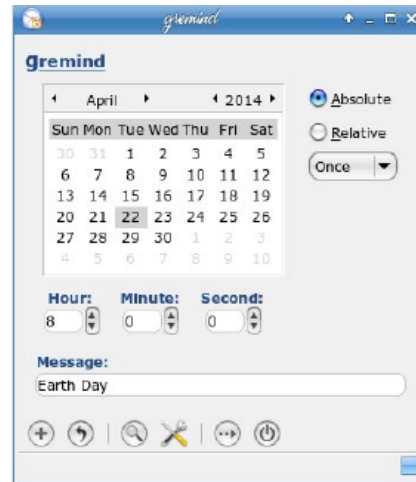 gremind
gremind
April 2014
Absolute
Sun Mon Tue Wed Thu Fri Sat
Relative
30 31 1 2 3 4 5
6 7 8 9 10 11 12
Once
13 14 15 16 17 18 19
20 21 22 23 24 25 26
27 28 29 30 1 2 3
4 5 6 7 8 9 10
Hour: Minute: Second:
8 0 0
Message:
Earth Day